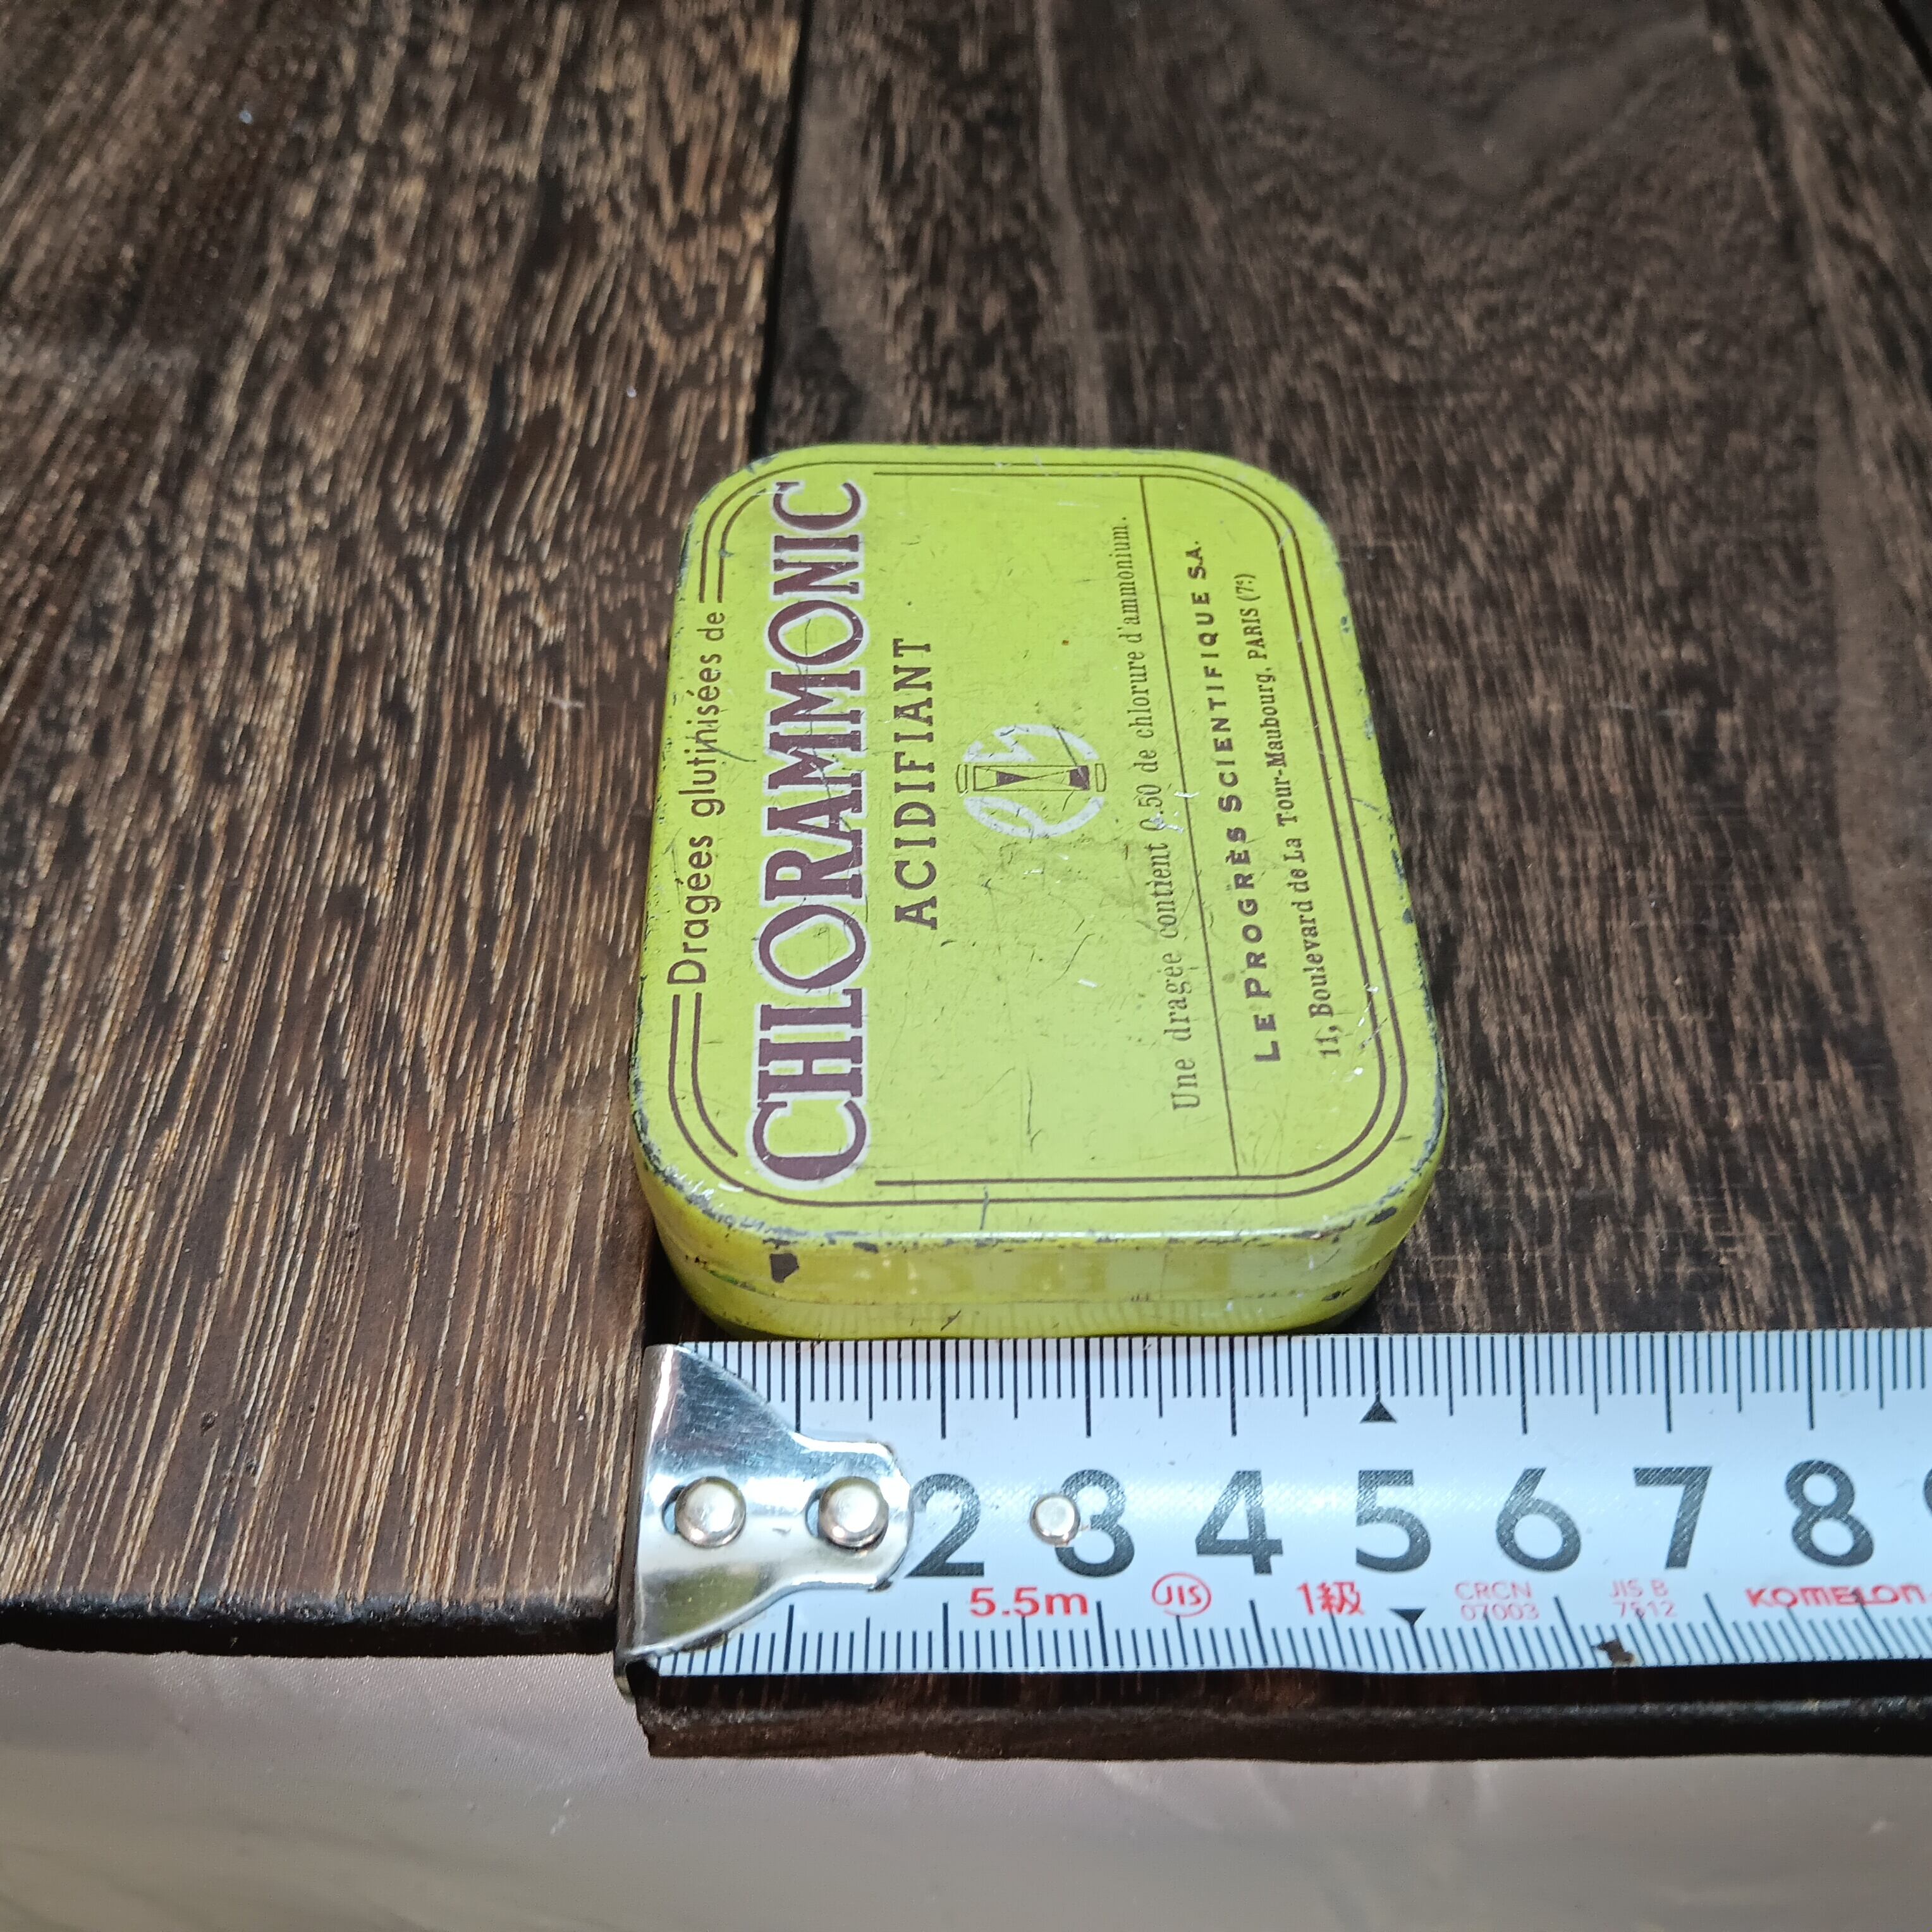 Dragées glutinisées de
CHLORAMMONIC
ACIDIFIANT
Une dragée contient 0.50 de chlorure d'ammonium.
LE PROGRÈS SCIENTIFIQUE S.A.
11, Boulevard de La Tour-Maubourg, PARIS (7e)
2 3 4 5 6 7 8
5.5m JIS 1級 CRCN 07003 JIS B 7512 KOMELON